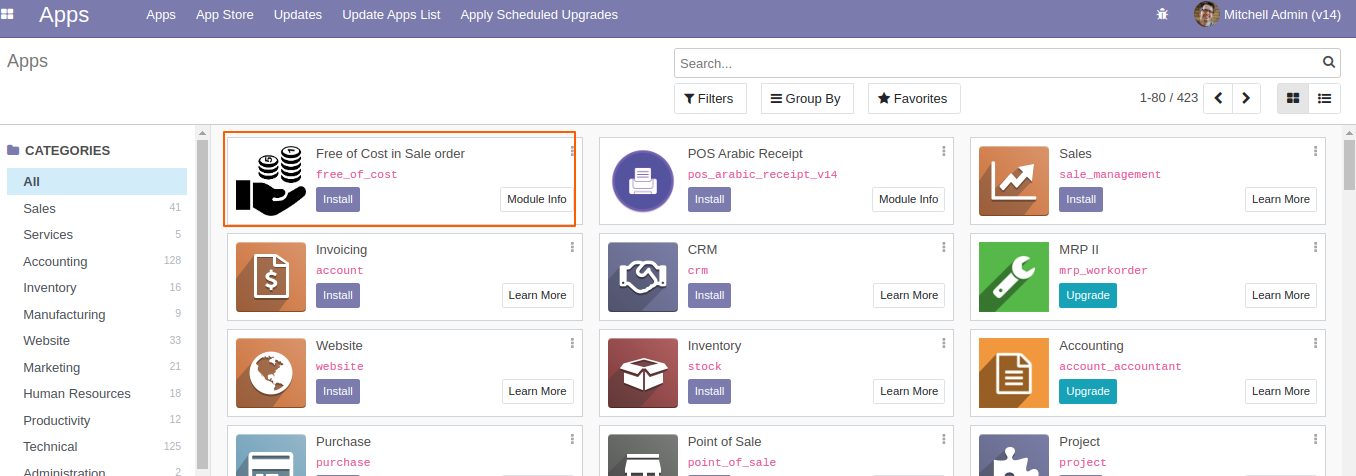 Apps Apps App Store Updates Update Apps List Apply Scheduled Upgrades Mitchell Admin (v14)
Apps
Search...
Filters Group By Favorites 1-80 / 423
CATEGORIES
All
Sales 41
Services 5
Accounting 128
Inventory 16
Manufacturing 9
Website 33
Marketing 21
Human Resources 18
Productivity 12
Technical 125
Administration 2
Free of Cost in Sale order
free_of_cost
Install Module Info
POS Arabic Receipt
pos_arabic_receipt_v14
Install Module Info
Sales
sale_management
Install Learn More
Invoicing
account
Install Learn More
CRM
crm
Install Learn More
MRP II
mrp_workorder
Upgrade Learn More
Website
website
Install Learn More
Inventory
stock
Install Learn More
Accounting
account_accountant
Upgrade Learn More
Purchase
purchase
Point of Sale
point_of_sale
Project
project